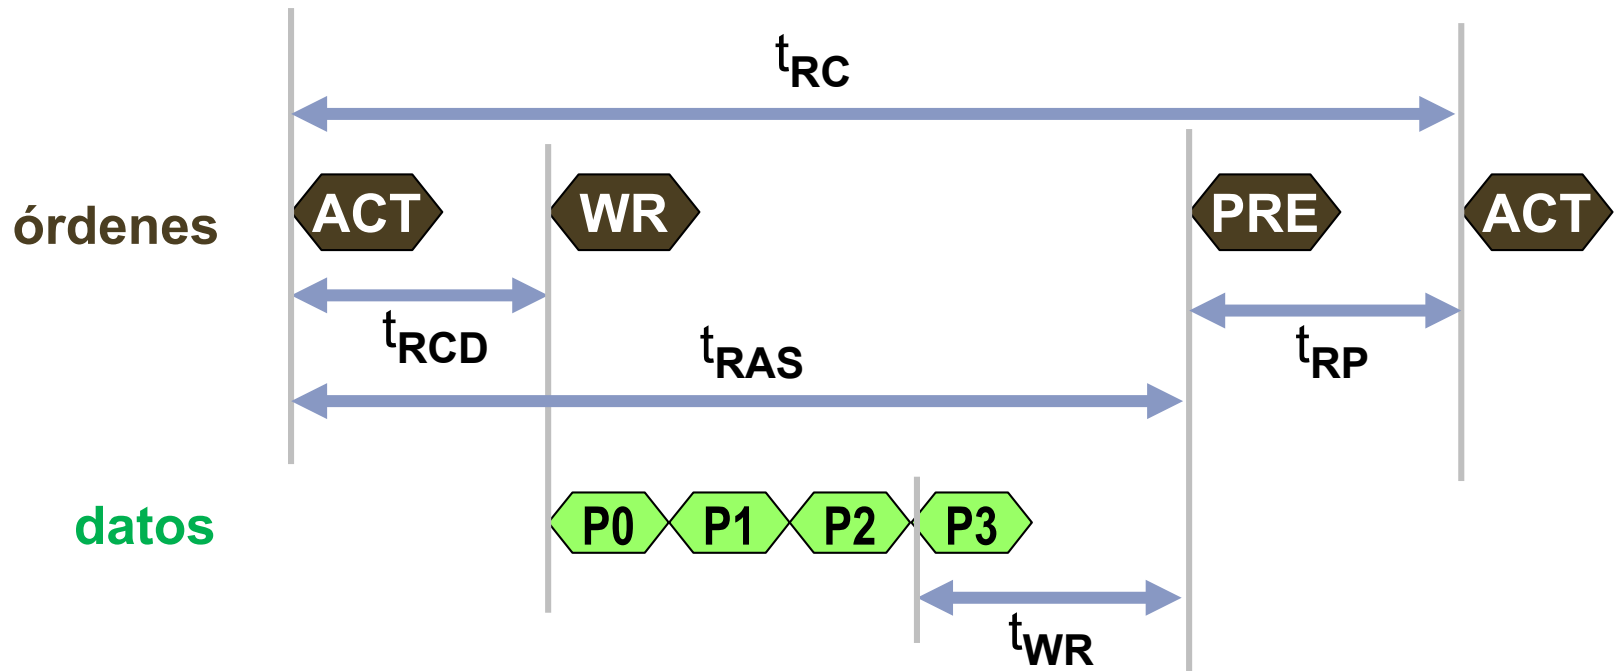 tRC
órdenes ACT WR PRE ACT
tRCD tRAS tRP
datos P0 P1 P2 P3
tWR